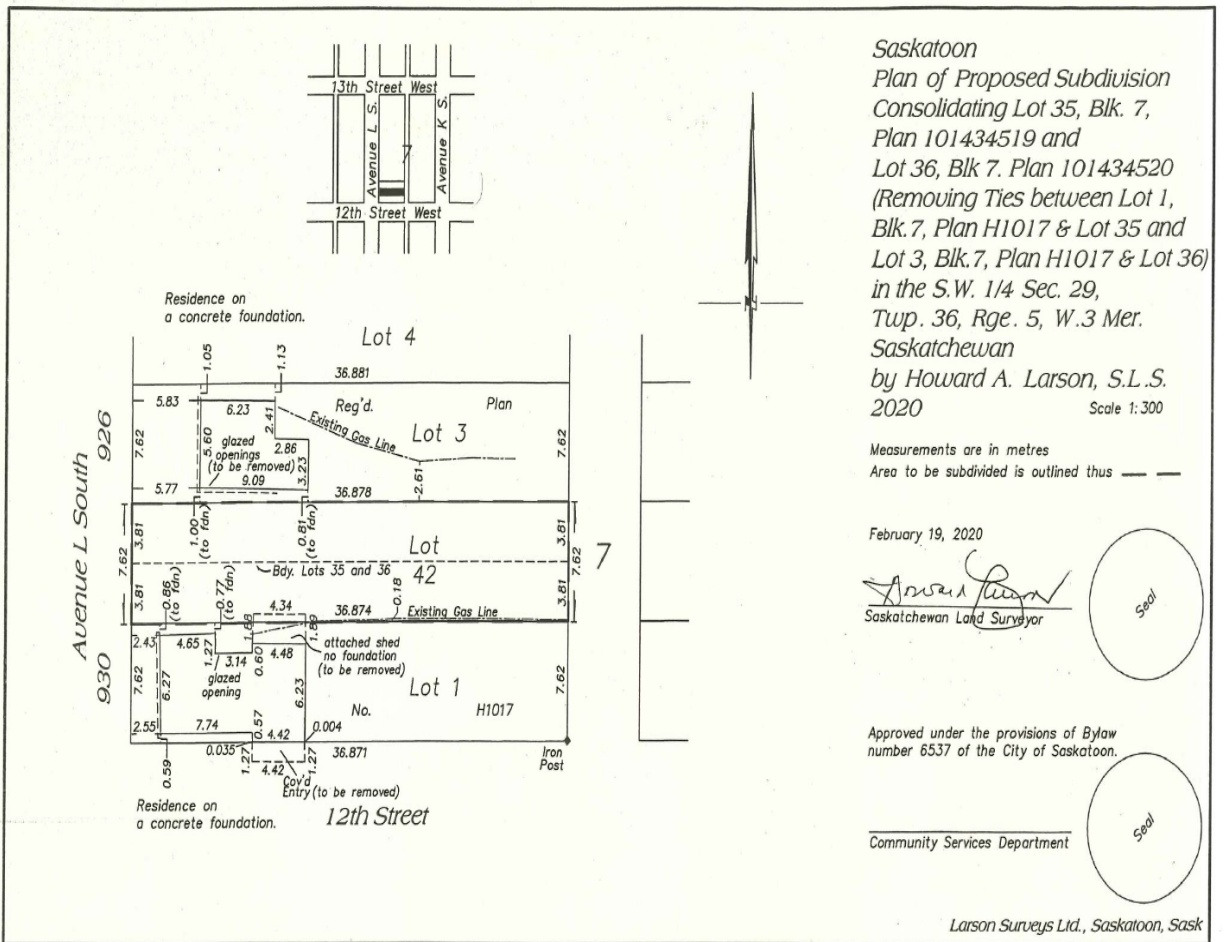 Saskatoon
Plan of Proposed Subdivision
Consolidating Lot 35, Blk. 7,
Plan 101434519 and
Lot 36, Blk 7. Plan 101434520
(Removing Ties between Lot 1,
Blk.7, Plan H1017 & Lot 35 and
Lot 3, Blk.7, Plan H1017 & Lot 36)
in the S.W. 1/4 Sec. 29,
Twp. 36, Rge. 5, W.3 Mer.
Saskatchewan
by Howard A. Larson, S.L.S.
2020
Scale 1:300
Measurements are in metres
Area to be subdivided is outlined thus
February 19, 2020
Saskatchewan Land Surveyor
Seal
Approved under the provisions of Bylaw
number 6537 of the City of Saskatoon.
Community Services Department
Seal
Larson Surveys Ltd., Saskatoon, Sask
13th Street West
Avenue L S.
Avenue K S.
7
12th Street West
N
Residence on
a concrete foundation.
Lot 4
1.05
1.13
36.881
5.83
6.23
2.41
Reg'd.
Plan
Existing Gas Line
Lot 3
926
7.62
5.60
glazed
openings
(to be removed)
2.86
3.23
9.09
7.62
5.77
36.878
2.61
Avenue L South
7.62
3.81
1.00
(to fdn)
0.81
(to fdn)
Lot
42
3.81
7.62
7
Bdy. Lots 35 and 36
3.81
0.86
(to fdn)
0.77
(to fdn)
4.34
36.874
0.18
Existing Gas Line
3.81
2.43
4.65
1.27
3.14
1.88
1.89
0.60
4.48
attached shed
no foundation
(to be removed)
glazed
opening
930
7.62
6.27
6.23
Lot 1
7.62
No.
H1017
2.55
7.74
0.57
4.42
0.004
0.035
36.871
0.59
1.27
4.42
1.27
Iron
Post
Cov'd
Entry (to be removed)
Residence on
a concrete foundation.
12th Street